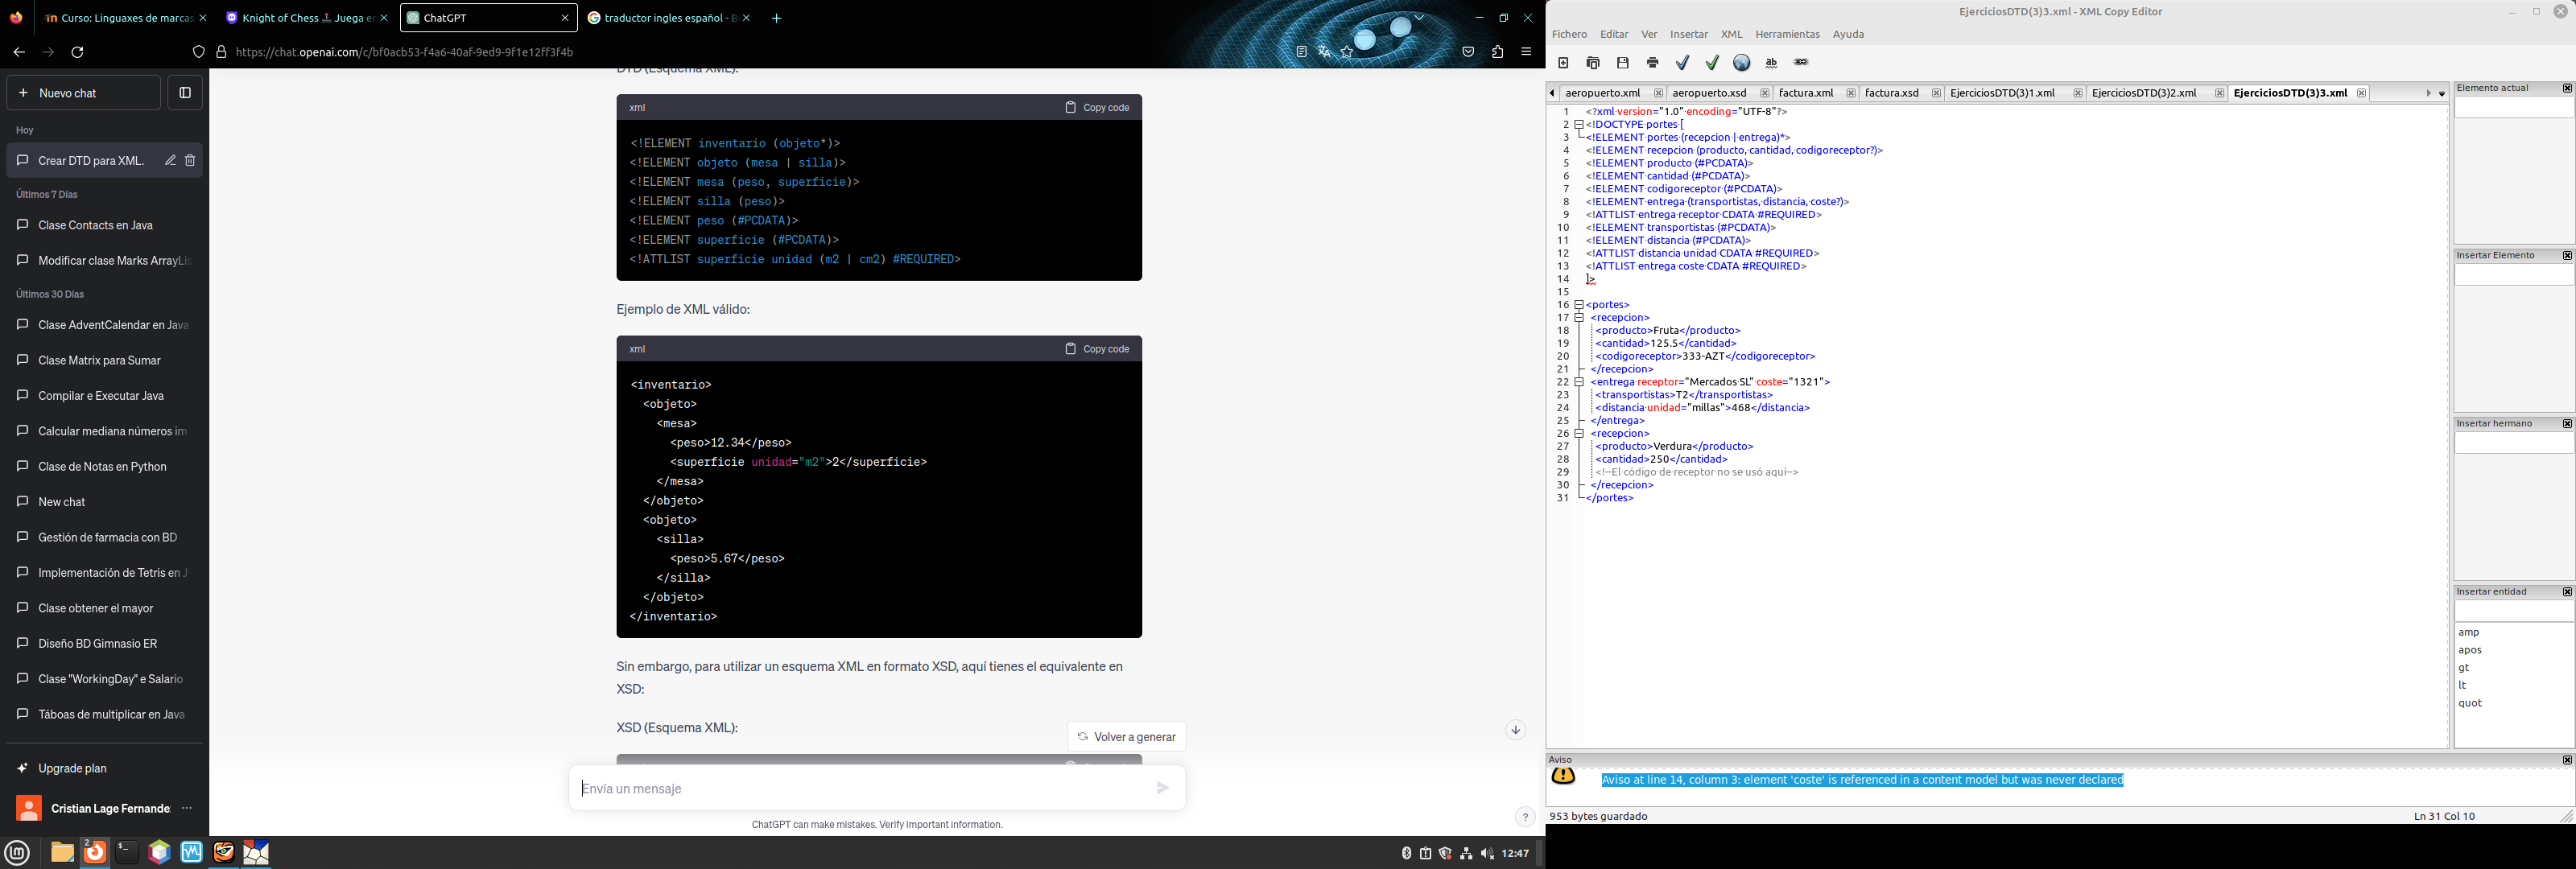 Curso: Linguaxes de marcas
Knight of Chess Juega en
ChatGPT
traductor ingles español - B
https://chat.openai.com/c/bf0acb53-f4a6-40af-9ed9-9f1e12ff3f4b
Nuevo chat
Hoy
Crear DTD para XML.
Últimos 7 Días
Clase Contacts en Java
Modificar clase Marks ArrayLis
Últimos 30 Días
Clase AdventCalendar en Java
Clase Matrix para Sumar
Compilar e Executar Java
Calcular mediana números im
Clase de Notas en Python
New chat
Gestión de farmacia con BD
Implementación de Tetris en J
Clase obtener el mayor
Diseño BD Gimnasio ER
Clase "WorkingDay" e Salario
Táboas de multiplicar en Java
Upgrade plan
Cristian Lage Fernande
DTD (Esquema XML):
xml Copy code
<!ELEMENT inventario (objeto*)>
<!ELEMENT objeto (mesa | silla)>
<!ELEMENT mesa (peso, superficie)>
<!ELEMENT silla (peso)>
<!ELEMENT peso (#PCDATA)>
<!ELEMENT superficie (#PCDATA)>
<!ATTLIST superficie unidad (m2 | cm2) #REQUIRED>
Ejemplo de XML válido:
xml Copy code
<inventario>
<objeto>
<mesa>
<peso>12.34</peso>
<superficie unidad="m2">2</superficie>
</mesa>
</objeto>
<objeto>
<silla>
<peso>5.67</peso>
</silla>
</objeto>
</inventario>
Sin embargo, para utilizar un esquema XML en formato XSD, aquí tienes el equivalente en
XSD:
XSD (Esquema XML):
Volver a generar
Envía un mensaje
ChatGPT can make mistakes. Verify important information.
?
2
12:47
EjerciciosDTD(3)3.xml - XML Copy Editor
Fichero Editar Ver Insertar XML Herramientas Ayuda
ab
aeropuerto.xml aeropuerto.xsd factura.xml factura.xsd EjerciciosDTD(3)1.xml EjerciciosDTD(3)2.xml EjerciciosDTD(3)3.xml
1 <?xml version="1.0" encoding="UTF-8"?>
2 <!DOCTYPE portes [
3 <!ELEMENT portes (recepcion | entrega)*>
4 <!ELEMENT recepcion (producto, cantidad, codigoreceptor?)>
5 <!ELEMENT producto (#PCDATA)>
6 <!ELEMENT cantidad (#PCDATA)>
7 <!ELEMENT codigoreceptor (#PCDATA)>
8 <!ELEMENT entrega (transportistas, distancia, coste?)>
9 <!ATTLIST entrega receptor CDATA #REQUIRED>
10 <!ELEMENT transportistas (#PCDATA)>
11 <!ELEMENT distancia (#PCDATA)>
12 <!ATTLIST distancia unidad CDATA #REQUIRED>
13 <!ATTLIST entrega coste CDATA #REQUIRED>
14 ]>
15
16 <portes>
17 <recepcion>
18 <producto>Fruta</producto>
19 <cantidad>125.5</cantidad>
20 <codigoreceptor>333-AZT</codigoreceptor>
21 </recepcion>
22 <entrega receptor="Mercados SL" coste="1321">
23 <transportistas>T2</transportistas>
24 <distancia unidad="millas">468</distancia>
25 </entrega>
26 <recepcion>
27 <producto>Verdura</producto>
28 <cantidad>250</cantidad>
29 <!--El código de receptor no se usó aquí-->
30 </recepcion>
31 </portes>
Elemento actual
Insertar Elemento
Insertar hermano
Insertar entidad
amp
apos
gt
lt
quot
Aviso
Aviso at line 14, column 3: element 'coste' is referenced in a content model but was never declared
953 bytes guardado
Ln 31 Col 10